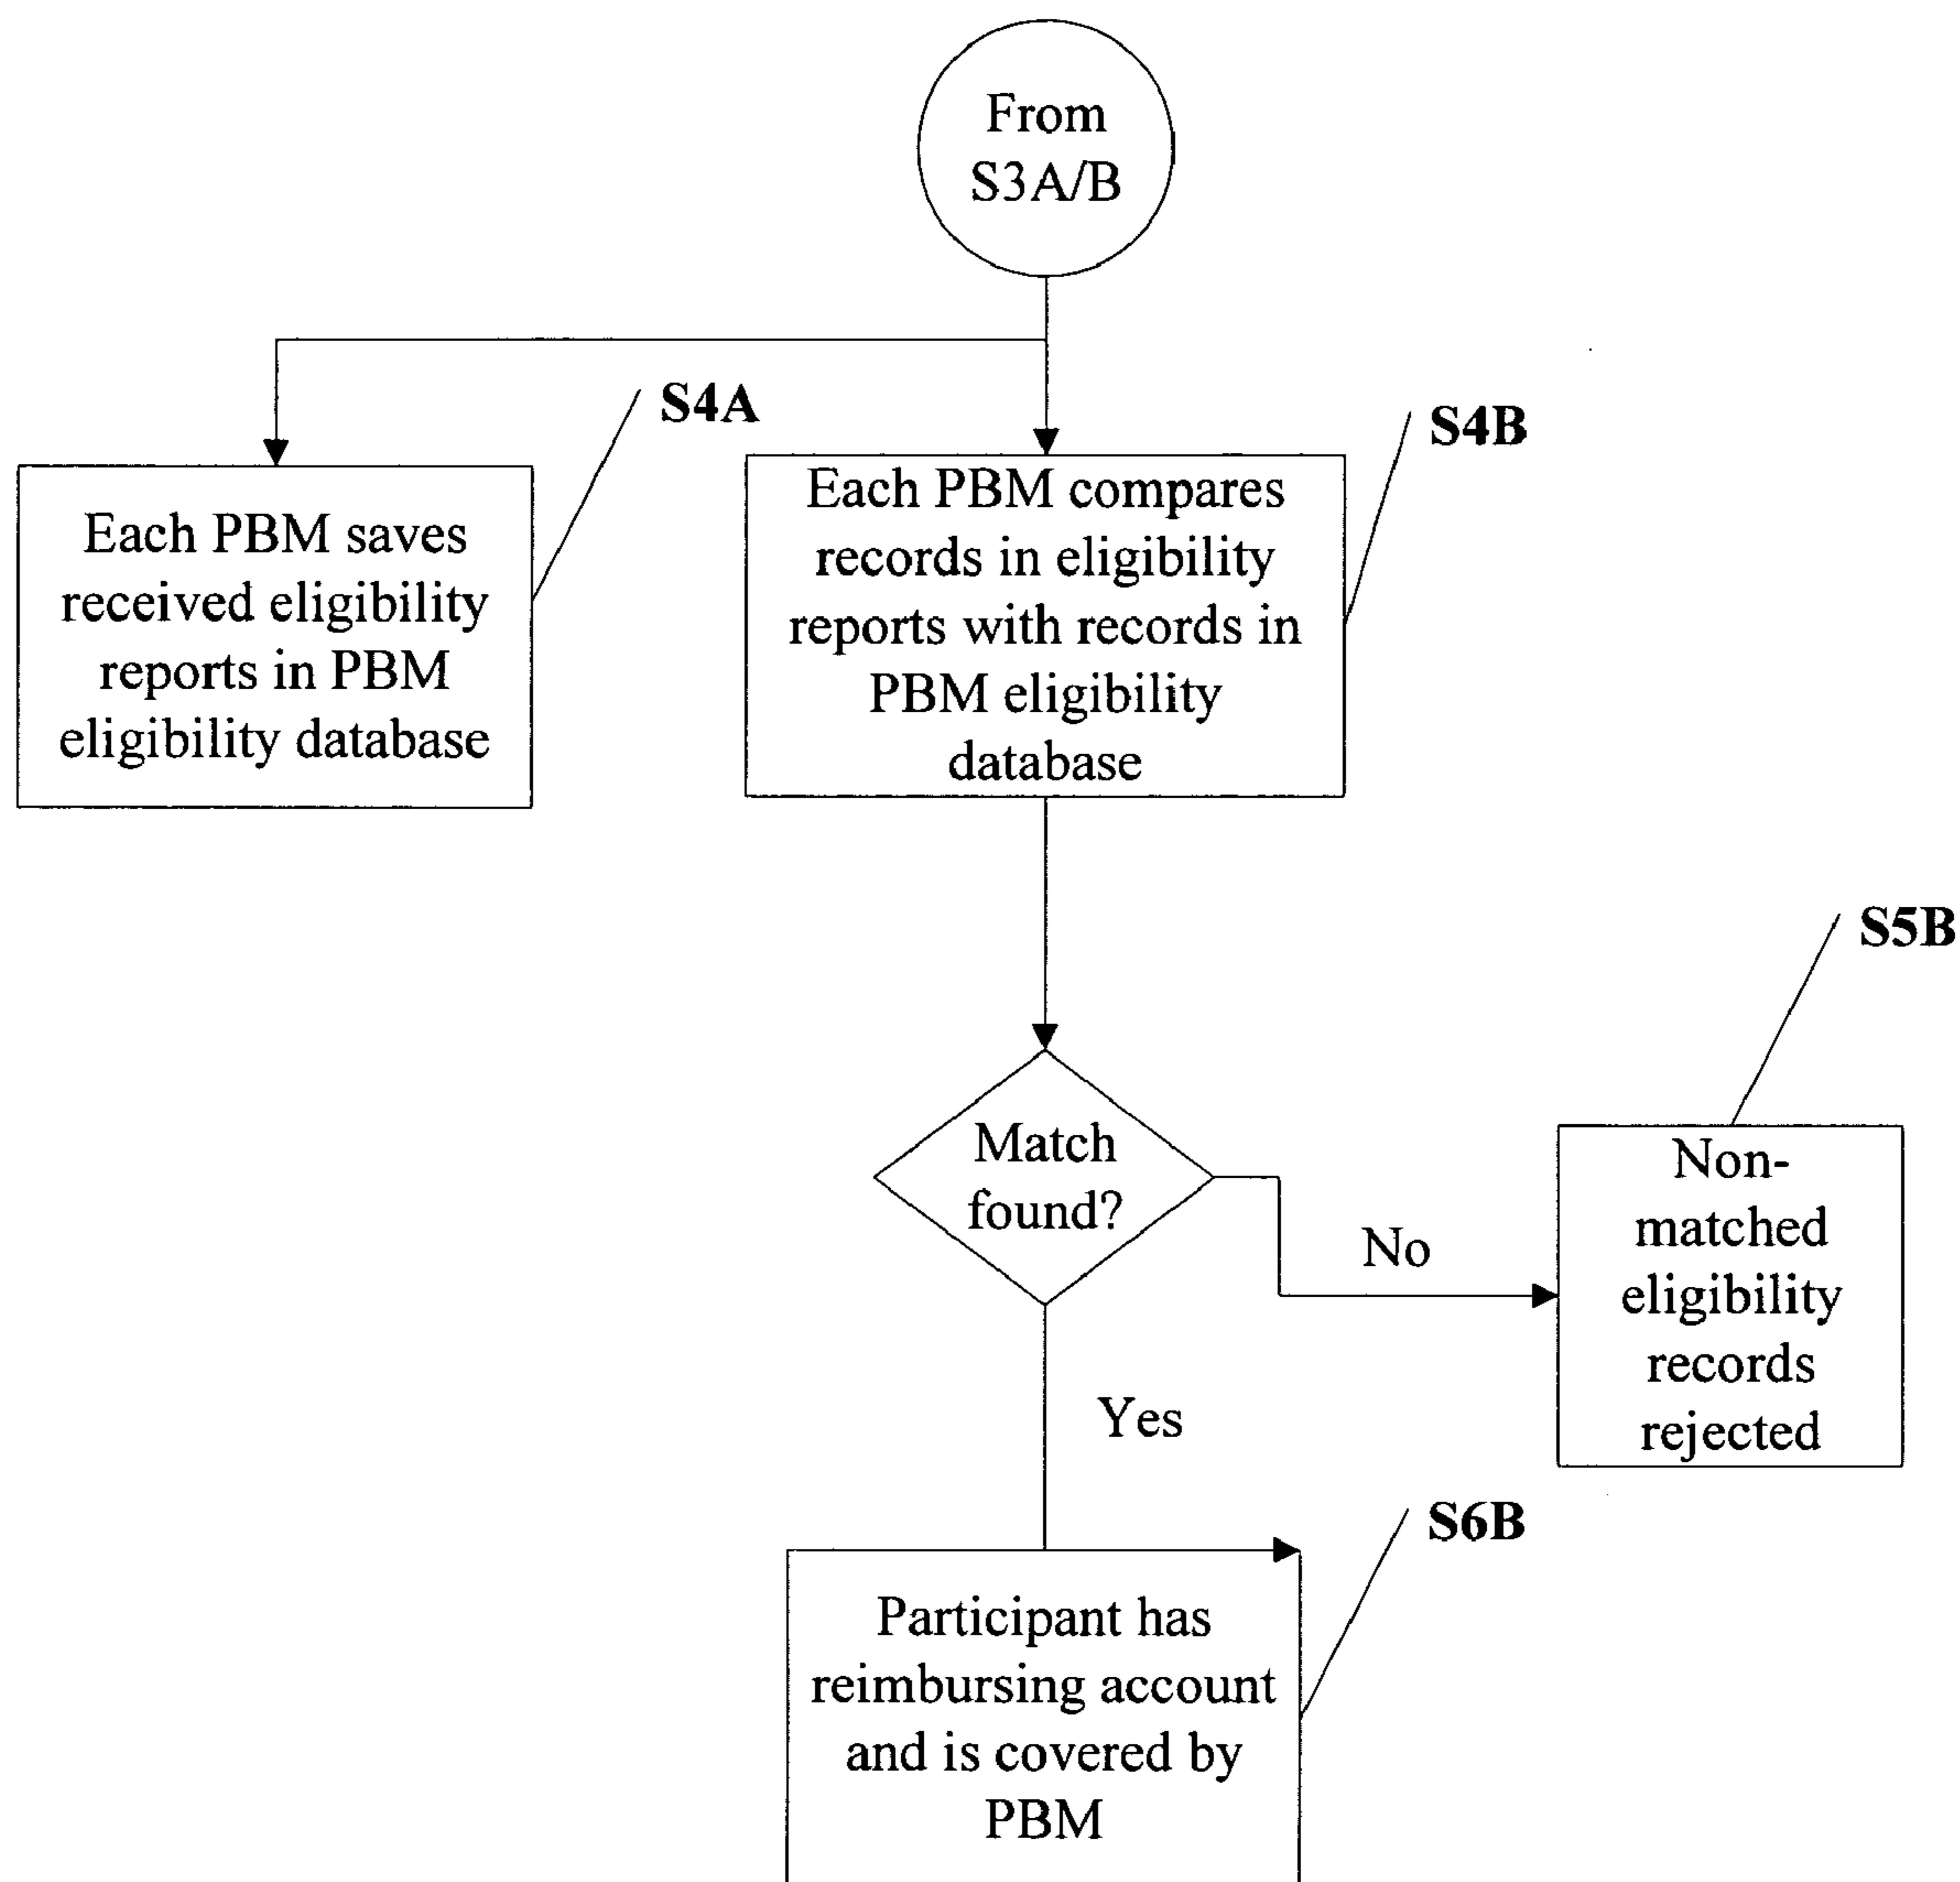 From
S3A/B
S4A
S4B
Each PBM saves
received eligibility
reports in PBM
eligibility database
Each PBM compares
records in eligibility
reports with records in
PBM eligibility
database
S5B
Match
found?
No
Non-
matched
eligibility
records
rejected
Yes
S6B
Participant has
reimbursing account
and is covered by
PBM